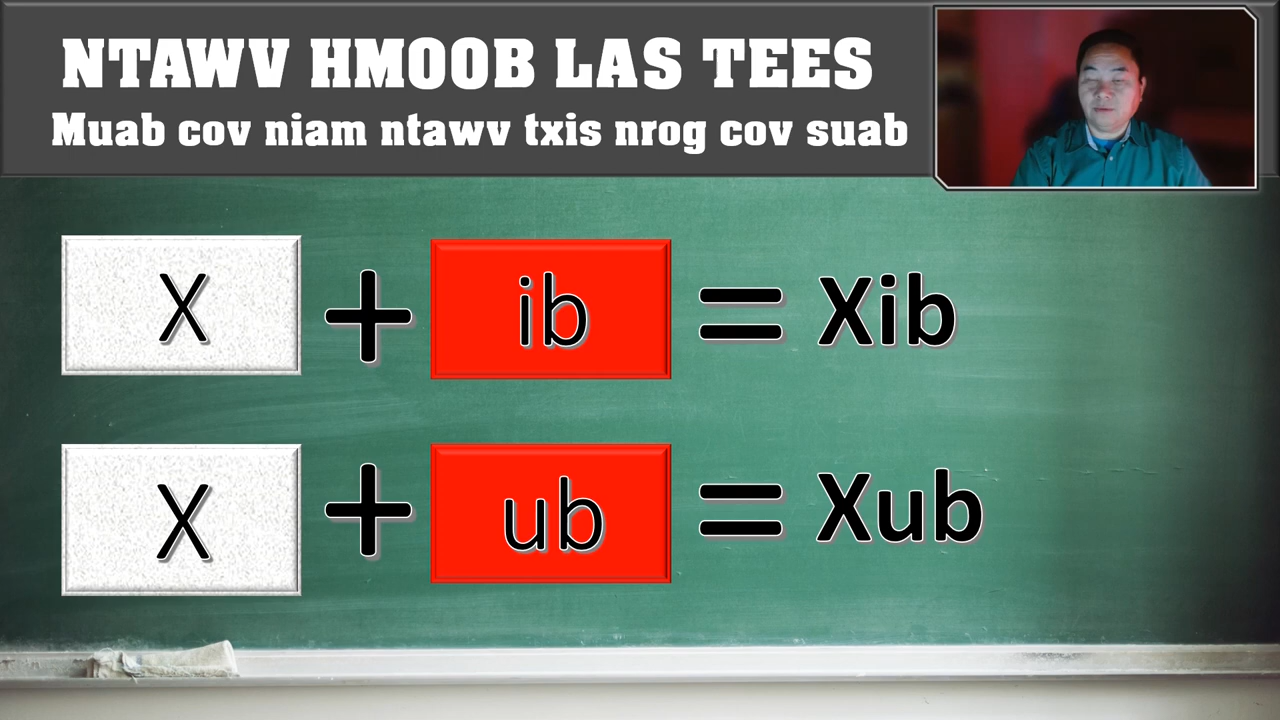 NTAWV HMOOB LAS TEES
Muab cov niam ntawv txis nrog cov suab
X + ib = Xib
X + ub = Xub